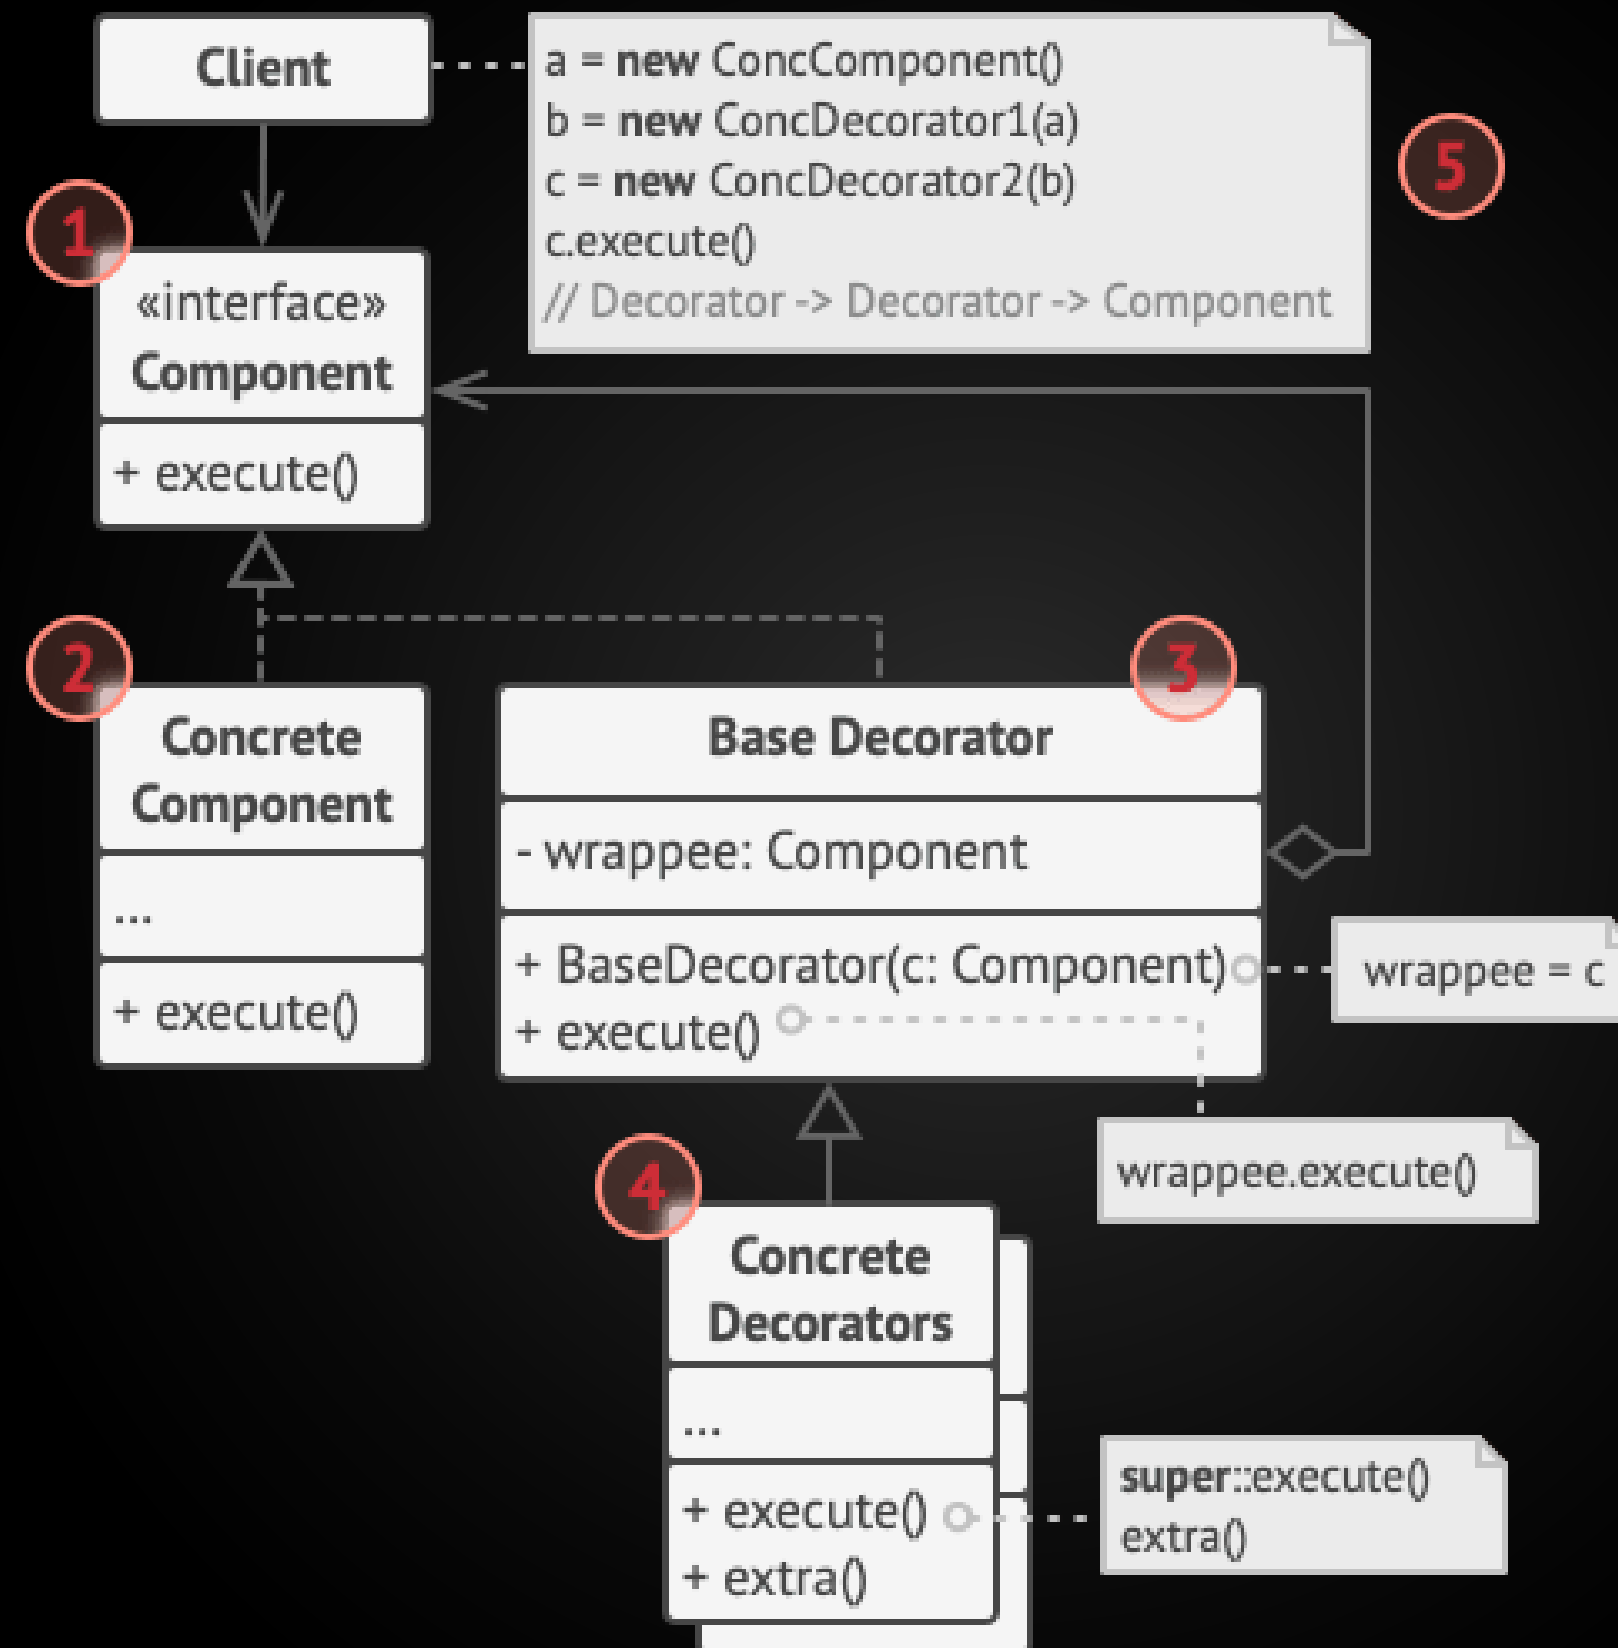 Client
a = new ConcComponent()
b = new ConcDecorator1(a)
c = new ConcDecorator2(b)
c.execute()
// Decorator -> Decorator -> Component
5
1
«interface»
Component
+ execute()
2
Concrete
Component
...
+ execute()
3
Base Decorator
- wrappee: Component
+ BaseDecorator(c: Component)
+ execute()
wrappee = c
wrappee.execute()
4
Concrete
Decorators
...
+ execute()
+ extra()
super::execute()
extra()